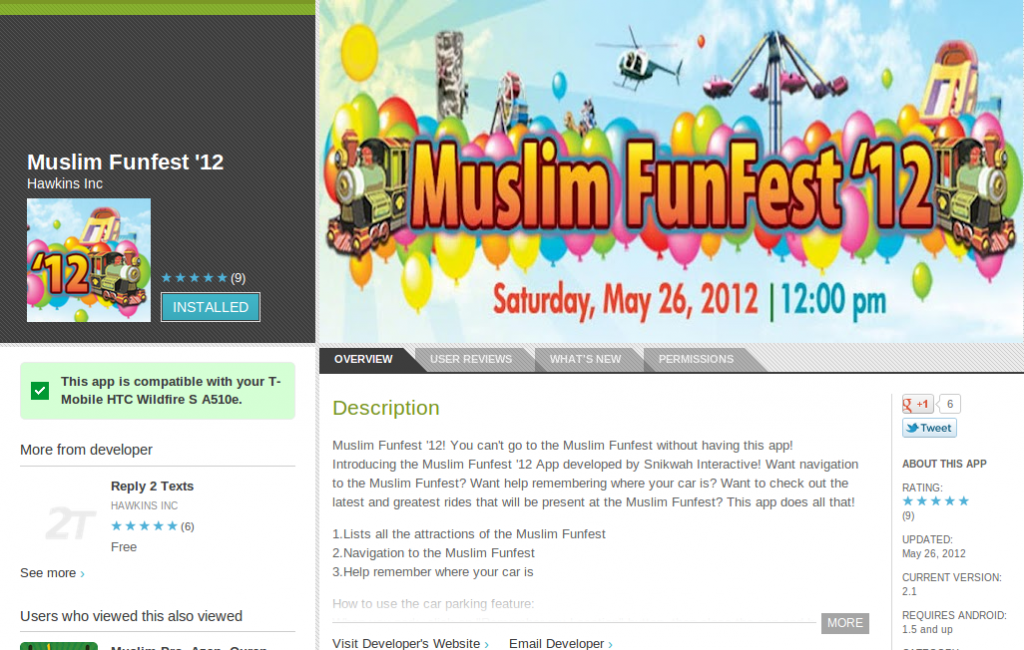 Muslim Funfest '12
Hawkins Inc
'12
(9)
INSTALLED
Muslim FunFest '12
Saturday, May 26, 2012 | 12:00 pm
OVERVIEW
USER REVIEWS
WHAT'S NEW
PERMISSIONS
This app is compatible with your T-
Mobile HTC Wildfire S A510e.
More from developer
2T
Reply 2 Texts
HAWKINS INC
(6)
Free
See more ›
Users who viewed this also viewed
Muslim Pro, Azan, Quran
Description
Muslim Funfest '12! You can't go to the Muslim Funfest without having this app!
Introducing the Muslim Funfest '12 App developed by Snikwah Interactive! Want navigation
to the Muslim Funfest? Want help remembering where your car is? Want to check out the
latest and greatest rides that will be present at the Muslim Funfest? This app does all that!
1.Lists all the attractions of the Muslim Funfest
2.Navigation to the Muslim Funfest
3.Help remember where your car is
How to use the car parking feature:
MORE
Visit Developer's Website ›
Email Developer ›
g +1
6
Tweet
ABOUT THIS APP
RATING:
(9)
UPDATED:
May 26, 2012
CURRENT VERSION:
2.1
REQUIRES ANDROID:
1.5 and up
CATEGORY: